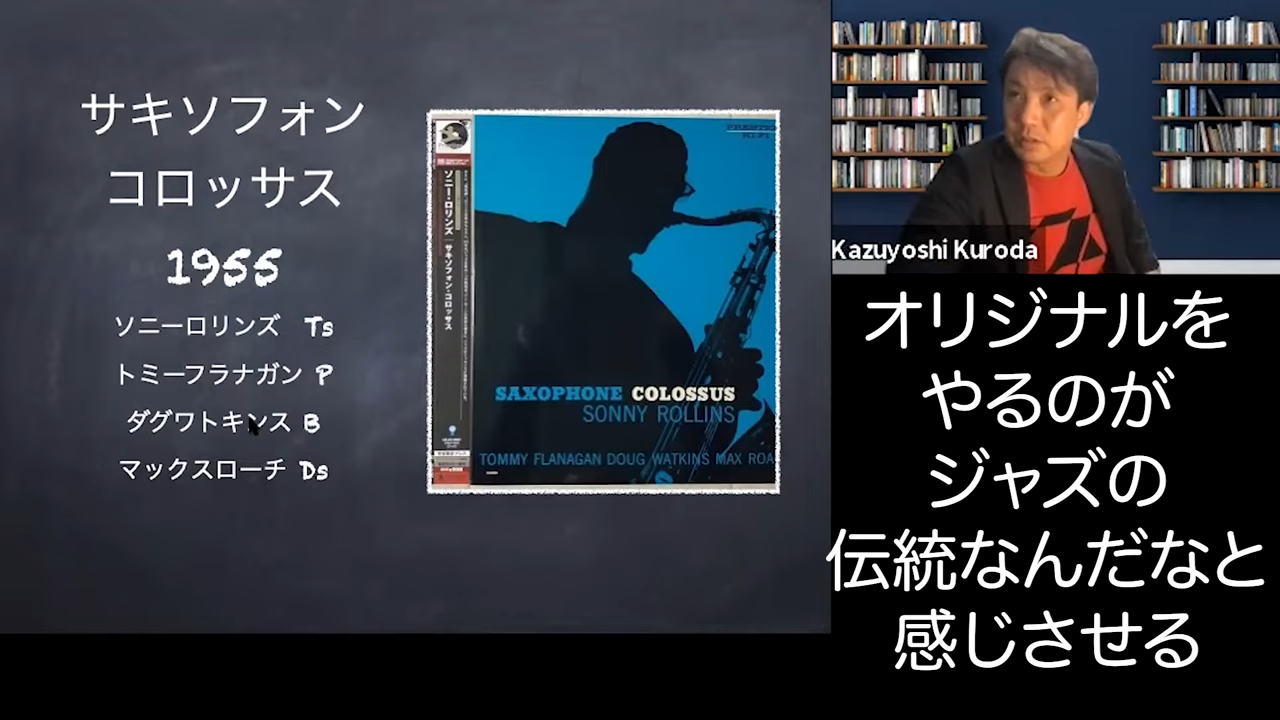 サキソフォン
コロッサス
1955
ソニーロリンズ Ts
トミーフラナガン P
ダグワトキンス B
マックスローチ Ds
ソニー・ロリンズ サキソフォン・コロッサス
SAXOPHONE COLOSSUS
SONNY ROLLINS
TOMMY FLANAGAN DOUG WATKINS MAX ROA
Kazuyoshi Kuroda
オリジナルを
やるのが
ジャズの
伝統なんだなと
感じさせる